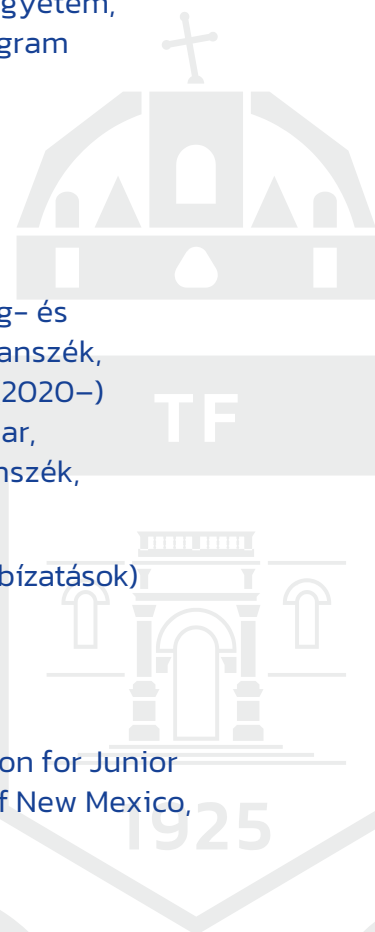 gyetem,
gram
g- és
anszék,
2020–)
TF
ar,
nszék,
bízatások)
on for Junior
f New Mexico,
1925